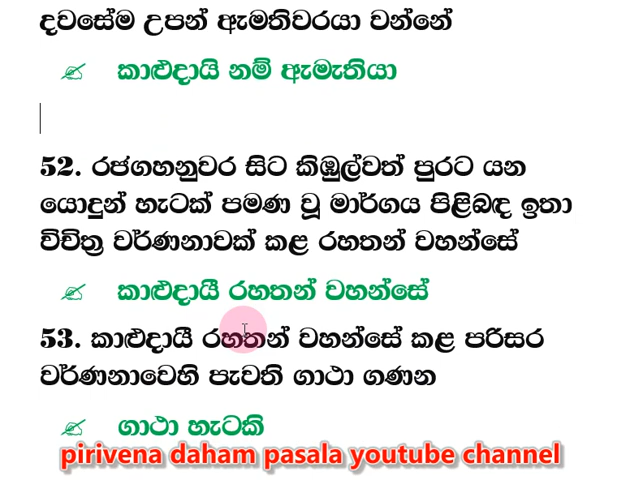 දවසේම උපන් ඇමතිවරයා වන්නේ
කාළුදායි නම් ඇමැතියා
52. රජගහනුවර සිට කිඹුල්වත් පුරට යන
යොදුන් හැටක් පමණ වූ මාර්ගය පිළිබඳ ඉතා
විචිත්‍ර වර්ණනාවක් කළ රහතන් වහන්සේ
කාළුදායී රහතන් වහන්සේ
53. කාළුදායී රහතන් වහන්සේ කළ පරිසර
වර්ණනාවෙහි පැවති ගාථා ගණන
ගාථා හැටකි
pirivena daham pasala youtube channel